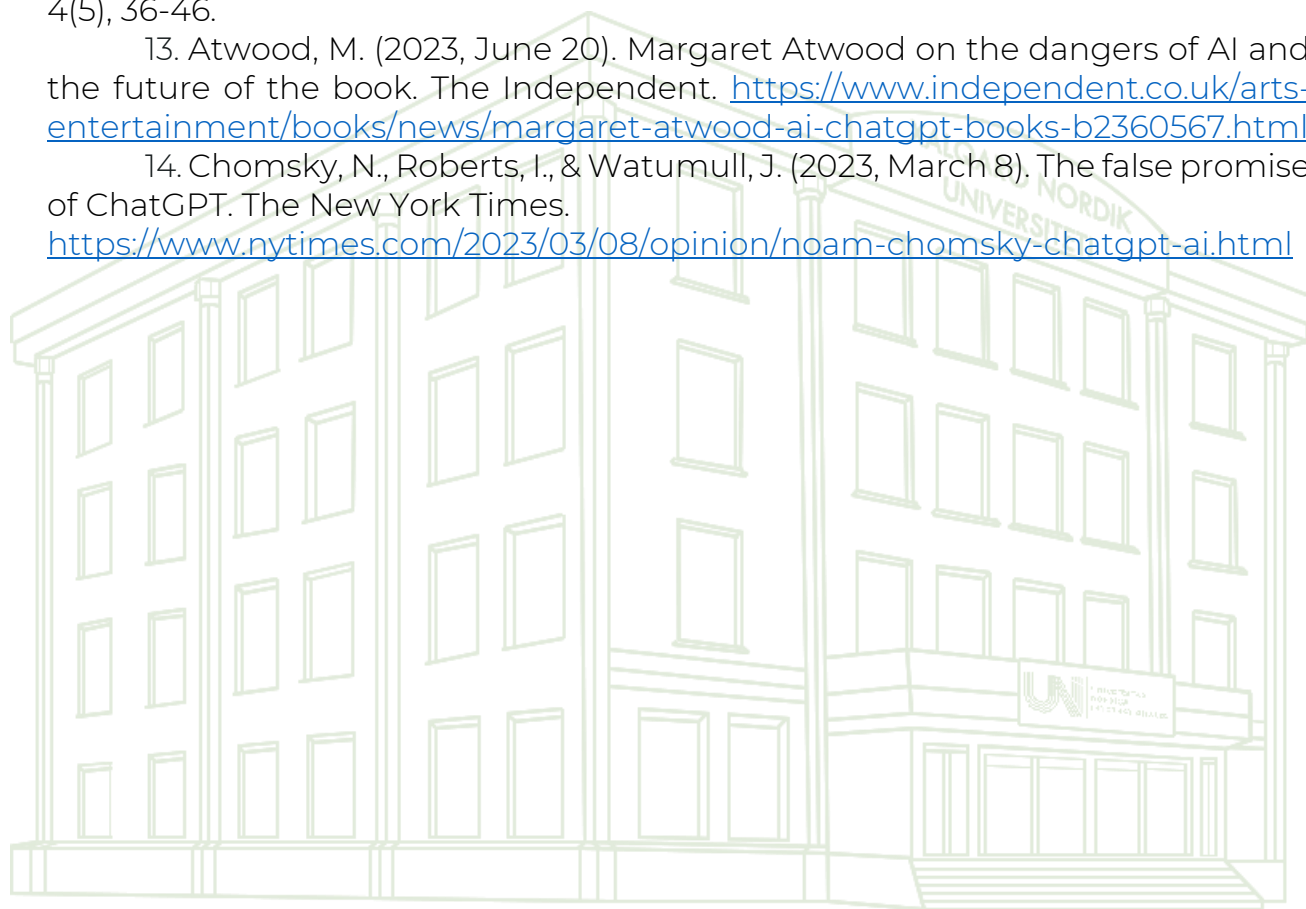 4(5), 36-46.
13. Atwood, M. (2023, June 20). Margaret Atwood on the dangers of AI and
the future of the book. The Independent. https://www.independent.co.uk/arts-
entertainment/books/news/margaret-atwood-ai-chatgpt-books-b2360567.html
14. Chomsky, N., Roberts, I., & Watumull, J. (2023, March 8). The false promise
of ChatGPT. The New York Times.
https://www.nytimes.com/2023/03/08/opinion/noam-chomsky-chatgpt-ai.html
NORDIK
UN